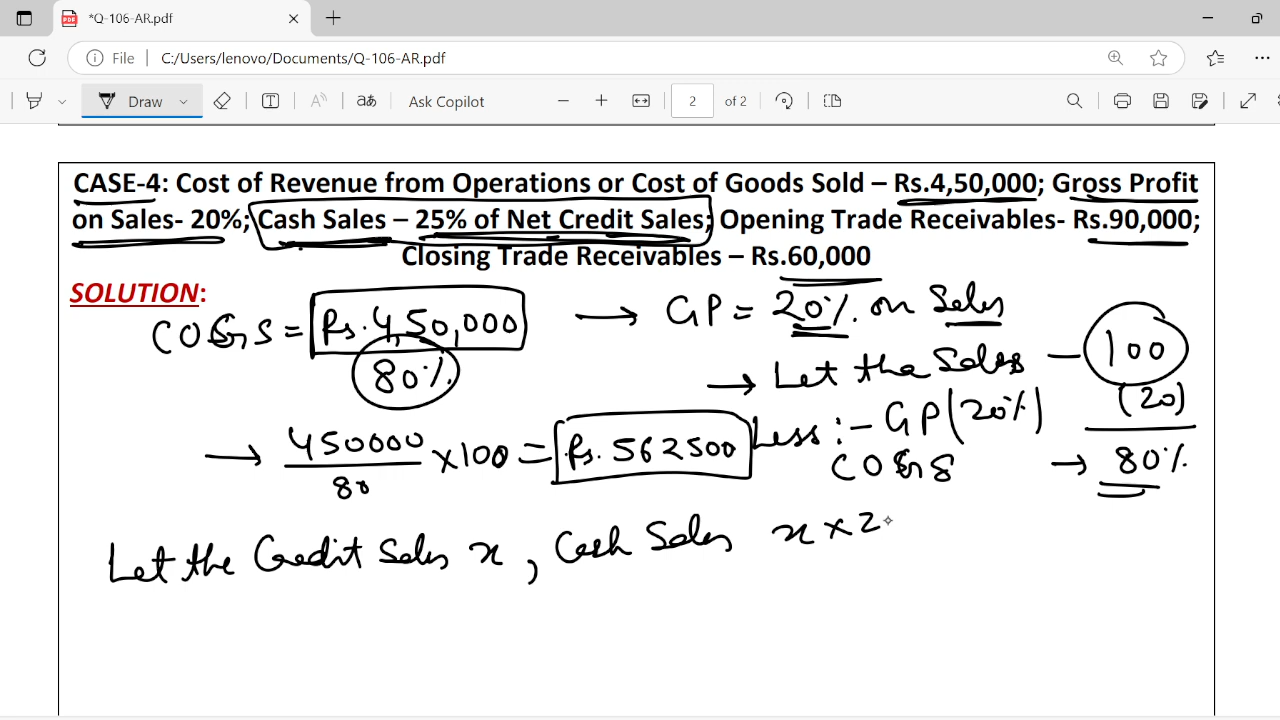 *Q-106-AR.pdf
File | C:/Users/lenovo/Documents/Q-106-AR.pdf
Draw aあ Ask Copilot 2 of 2
CASE-4: Cost of Revenue from Operations or Cost of Goods Sold – Rs.4,50,000; Gross Profit
on Sales- 20%; Cash Sales – 25% of Net Credit Sales; Opening Trade Receivables- Rs.90,000;
Closing Trade Receivables – Rs.60,000
SOLUTION:
COGS = Rs. 4,50,000 → GP = 20% on Sales
80% → Let the Sales — 100
Less :- GP (20%) (20)
→ 450000/80 x100 = Rs. 562500
COGS → 80%
Let the Credit Sales x, Cash Sales x × 2